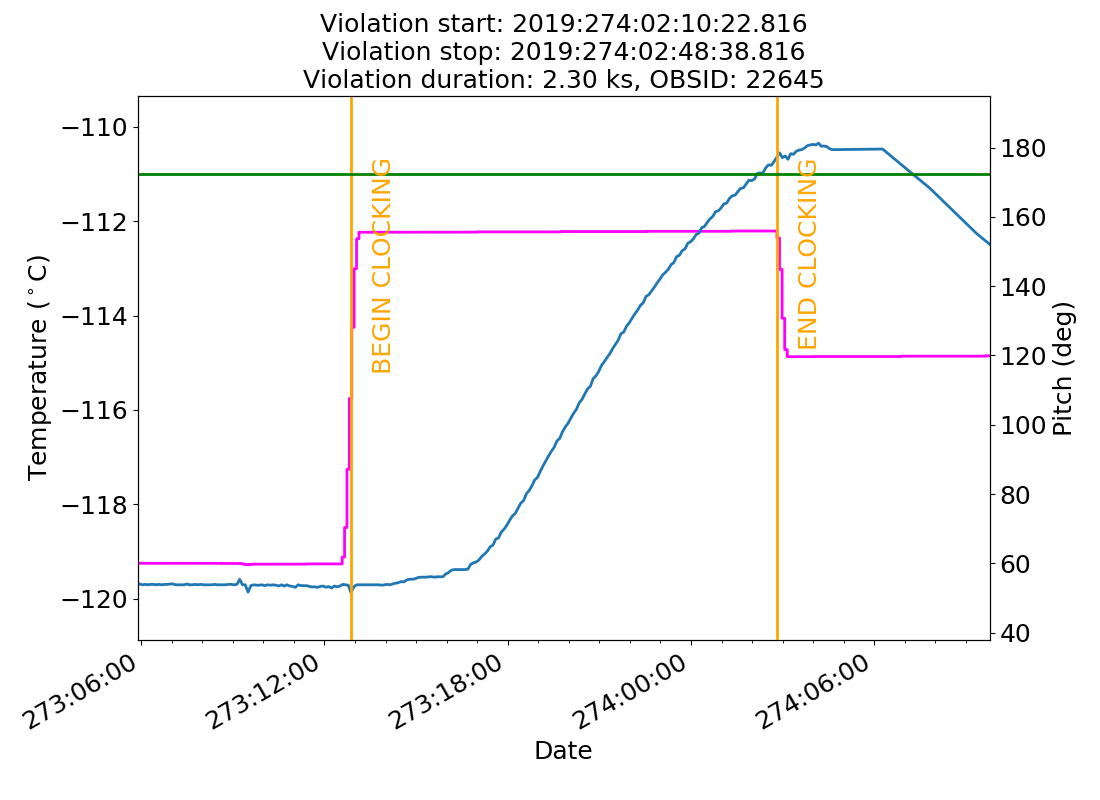 Violation start: 2019:274:02:10:22.816
Violation stop: 2019:274:02:48:38.816
Violation duration: 2.30 ks, OBSID: 22645
−110
−112
−114
−116
−118
−120
Temperature (°C)
BEGIN CLOCKING
END CLOCKING
180
160
140
120
100
80
60
40
Pitch (deg)
273:06:00
273:12:00
273:18:00
274:00:00
274:06:00
Date